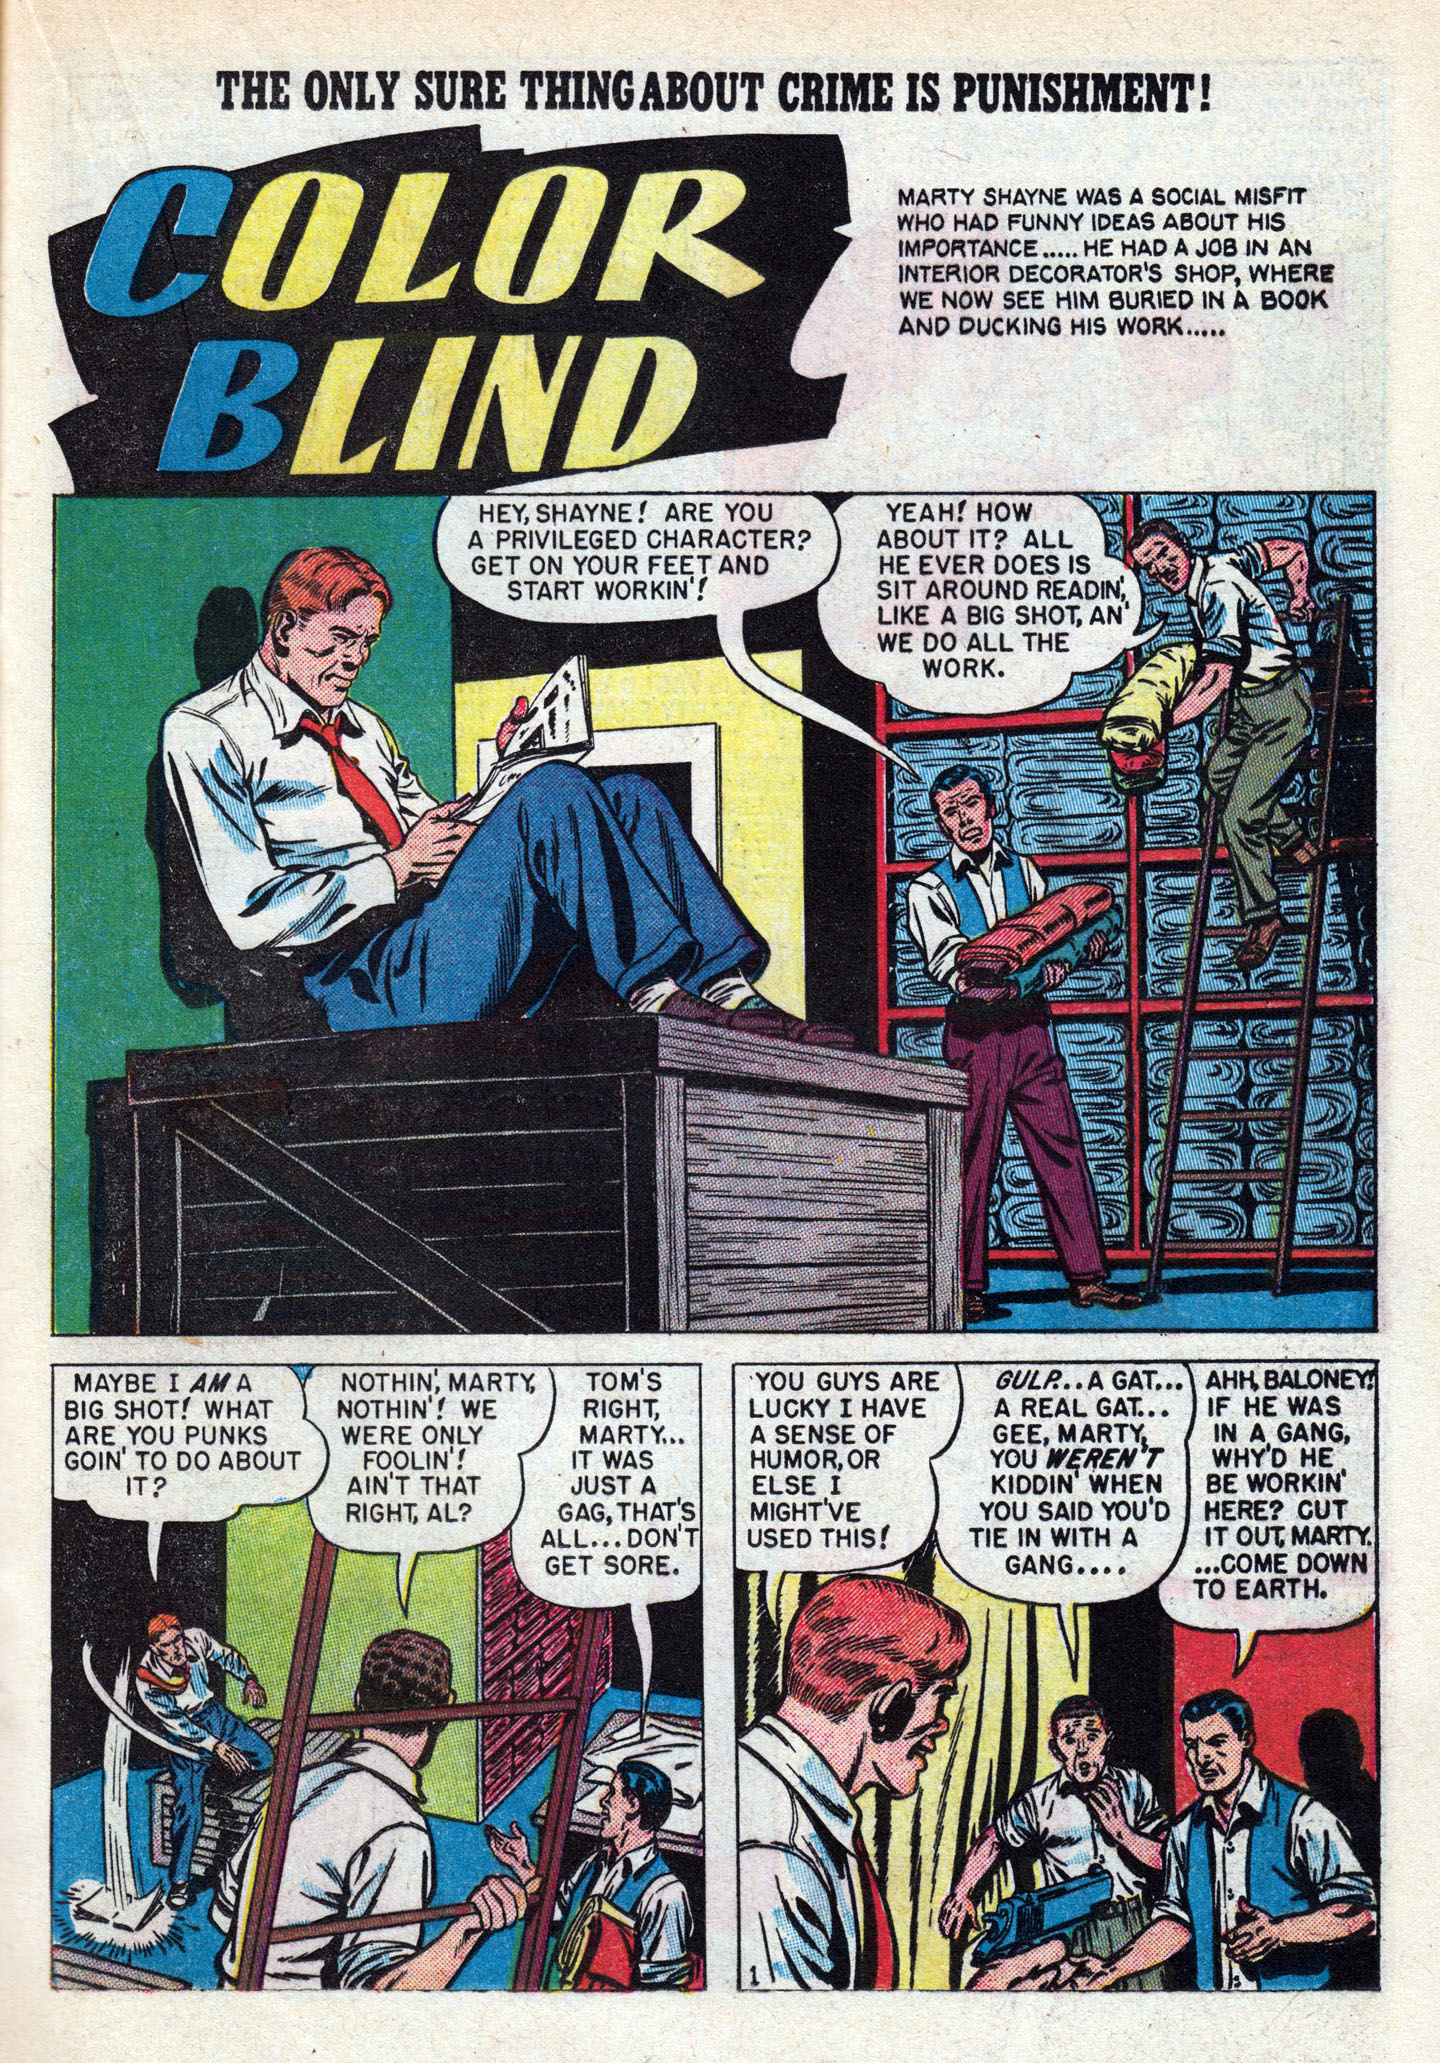 THE ONLY SURE THING ABOUT CRIME IS PUNISHMENT!
COLOR
BLIND
MARTY SHAYNE WAS A SOCIAL MISFIT
WHO HAD FUNNY IDEAS ABOUT HIS
IMPORTANCE..... HE HAD A JOB IN AN
INTERIOR DECORATOR'S SHOP, WHERE
WE NOW SEE HIM BURIED IN A BOOK
AND DUCKING HIS WORK.....
HEY, SHAYNE! ARE YOU
A PRIVILEGED CHARACTER?
GET ON YOUR FEET AND
START WORKIN'!
YEAH! HOW
ABOUT IT? ALL
HE EVER DOES IS
SIT AROUND READIN',
LIKE A BIG SHOT, AN'
WE DO ALL THE
WORK.
MAYBE I AM A
BIG SHOT! WHAT
ARE YOU PUNKS
GOIN' TO DO ABOUT
IT?
NOTHIN', MARTY,
NOTHIN'! WE
WERE ONLY
FOOLIN'!
AIN'T THAT
RIGHT, AL?
TOM'S
RIGHT,
MARTY...
IT WAS
JUST A
GAG, THAT'S
ALL...DON'T
GET SORE.
YOU GUYS ARE
LUCKY I HAVE
A SENSE OF
HUMOR, OR
ELSE I
MIGHT'VE
USED THIS!
GULP...A GAT...
A REAL GAT...
GEE, MARTY,
YOU WEREN'T
KIDDIN' WHEN
YOU SAID YOU'D
TIE IN WITH A
GANG....
AHH, BALONEY!
IF HE WAS
IN A GANG,
WHY'D HE
BE WORKIN'
HERE? CUT
IT OUT, MARTY.
...COME DOWN
TO EARTH.
1